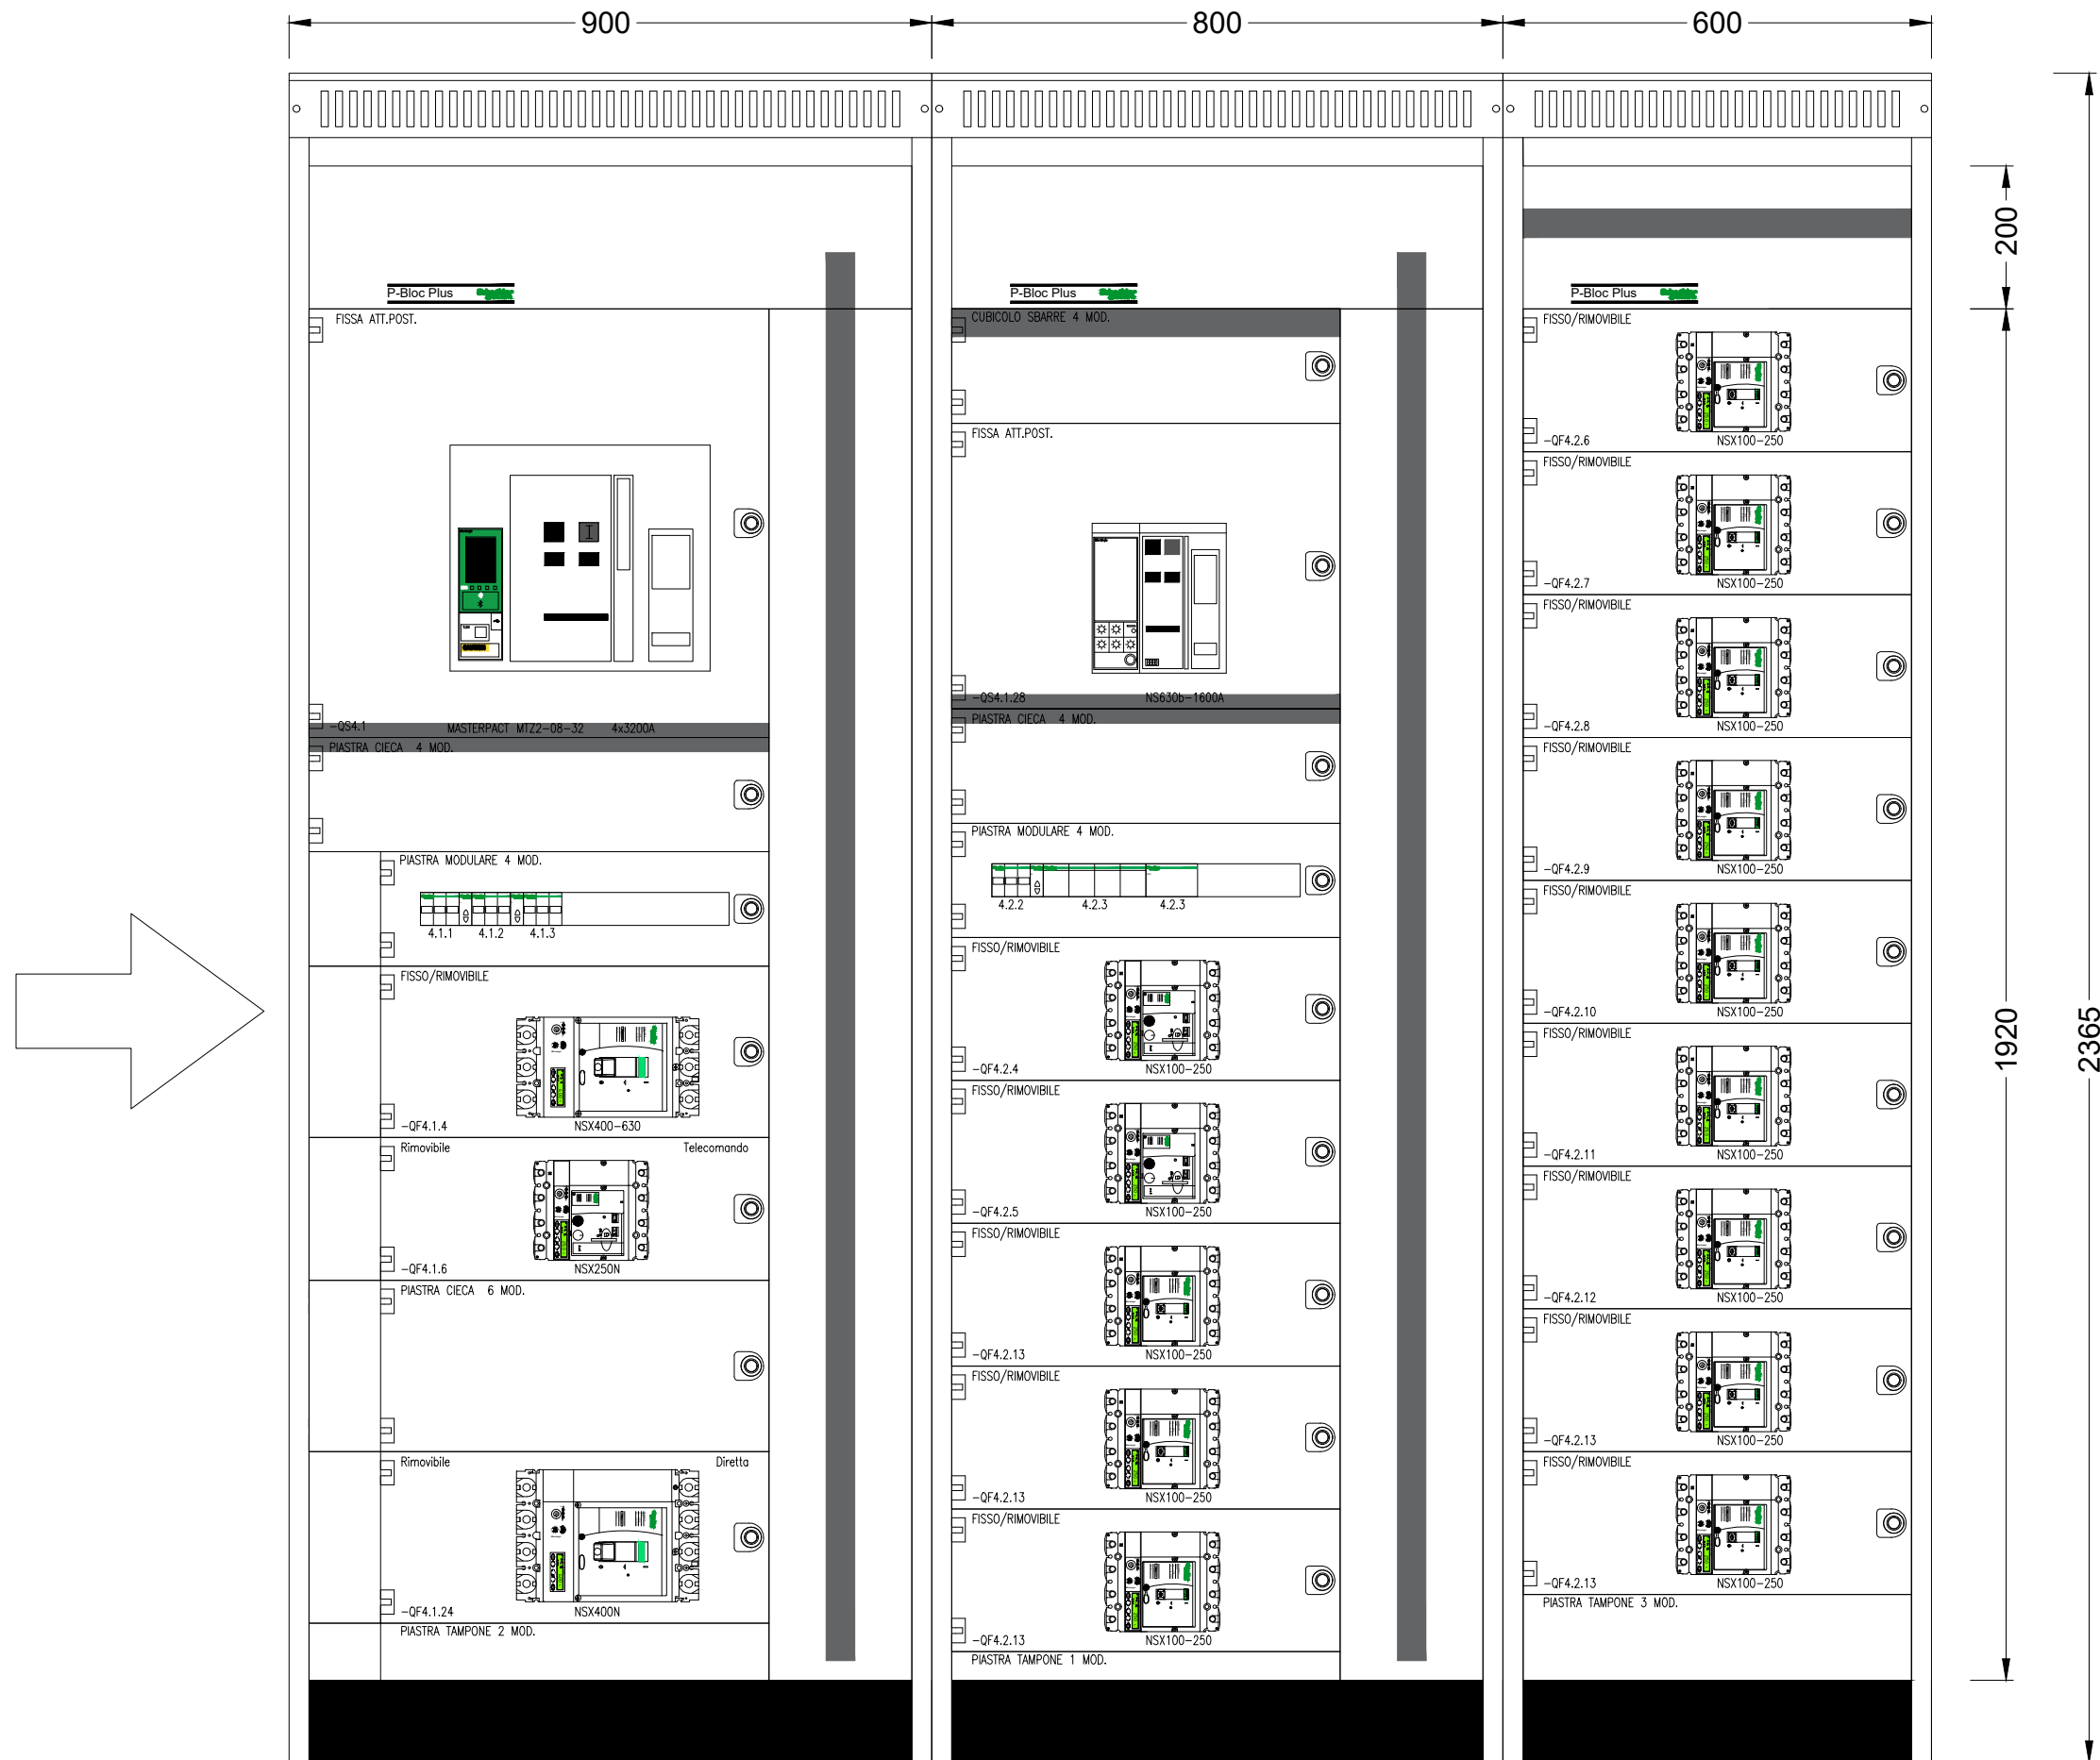 900
800
600
200
1920
2365
P-Bloc Plus
FISSA ATT.POST.
-QS4.1 MASTERPACT MTZ2-08-32 4x3200A
PIASTRA CIECA 4 MOD.
PIASTRA MODULARE 4 MOD.
4.1.1 4.1.2 4.1.3
FISSO/RIMOVIBILE
-QF4.1.4 NSX400-630
Rimovibile Telecomando
-QF4.1.6 NSX250N
PIASTRA CIECA 6 MOD.
Rimovibile Diretta
-QF4.1.24 NSX400N
PIASTRA TAMPONE 2 MOD.
P-Bloc Plus
CUBICOLO SBARRE 4 MOD.
FISSA ATT.POST.
-QS4.1.28 NS630b-1600A
PIASTRA CIECA 4 MOD.
PIASTRA MODULARE 4 MOD.
4.2.2 4.2.3 4.2.3
FISSO/RIMOVIBILE
-QF4.2.4 NSX100-250
FISSO/RIMOVIBILE
-QF4.2.5 NSX100-250
FISSO/RIMOVIBILE
-QF4.2.13 NSX100-250
FISSO/RIMOVIBILE
-QF4.2.13 NSX100-250
FISSO/RIMOVIBILE
-QF4.2.13 NSX100-250
PIASTRA TAMPONE 1 MOD.
P-Bloc Plus
FISSO/RIMOVIBILE
-QF4.2.6 NSX100-250
FISSO/RIMOVIBILE
-QF4.2.7 NSX100-250
FISSO/RIMOVIBILE
-QF4.2.8 NSX100-250
FISSO/RIMOVIBILE
-QF4.2.9 NSX100-250
FISSO/RIMOVIBILE
-QF4.2.10 NSX100-250
FISSO/RIMOVIBILE
-QF4.2.11 NSX100-250
FISSO/RIMOVIBILE
-QF4.2.12 NSX100-250
FISSO/RIMOVIBILE
-QF4.2.13 NSX100-250
FISSO/RIMOVIBILE
-QF4.2.13 NSX100-250
PIASTRA TAMPONE 3 MOD.